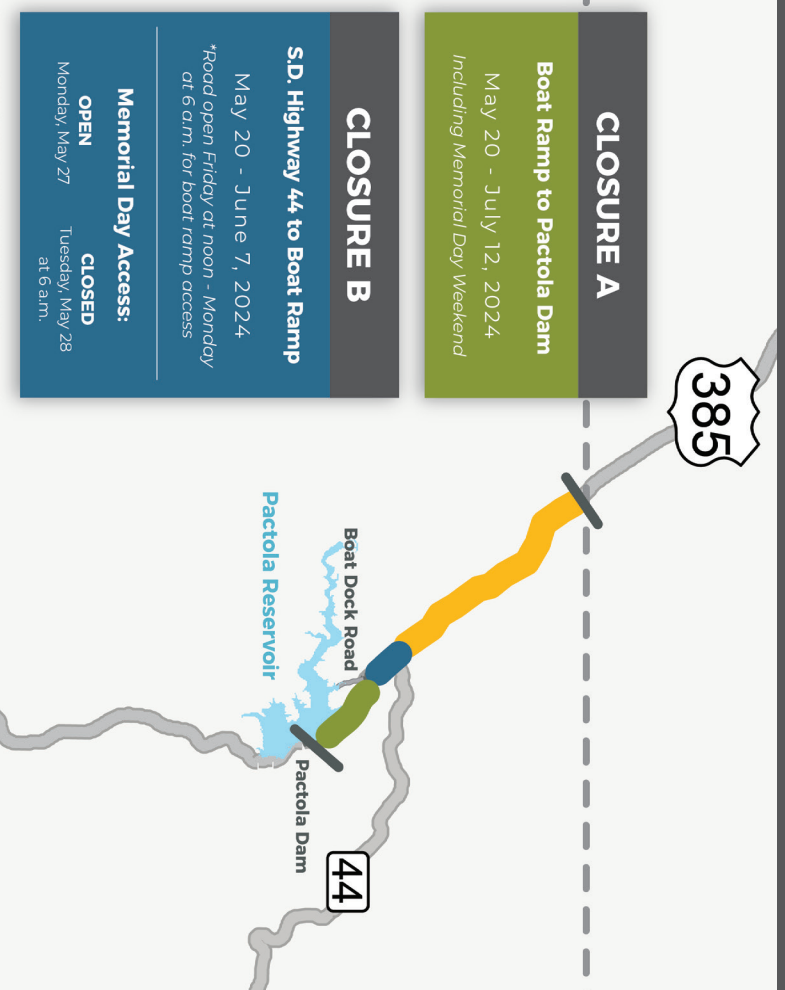 CLOSURE A
Boat Ramp to Pactola Dam
May 20 - July 12, 2024
Including Memorial Day Weekend
CLOSURE B
S.D. Highway 44 to Boat Ramp
May 20 - June 7, 2024
*Road open Friday at noon - Monday
at 6 a.m. for boat ramp access
Memorial Day Access:
OPEN
Monday, May 27
CLOSED
Tuesday, May 28
at 6 a.m.
385
Boat Dock Road
Pactola Reservoir
Pactola Dam
44